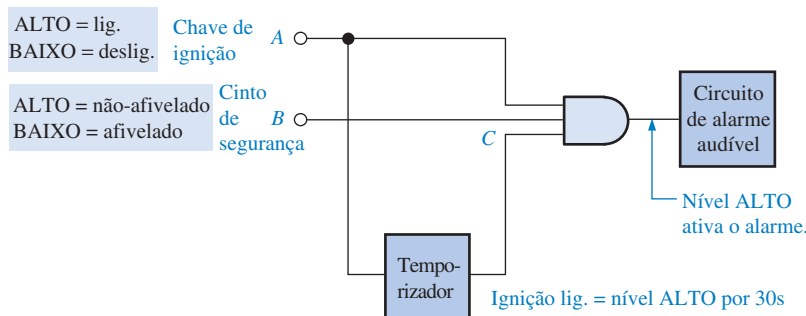 ALTO = lig.
BAIXO = deslig.
Chave de
ignição
A
ALTO = não-afivelado
BAIXO = afivelado
Cinto
de
segurança
B
C
Circuito
de alarme
audível
Nível ALTO
ativa o alarme.
Tempo-
rizador
Ignição lig. = nível ALTO por 30s